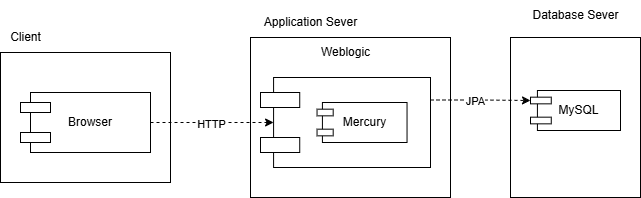 Client
Application Sever
Database Sever
Weblogic
Browser
HTTP
Mercury
JPA
MySQL